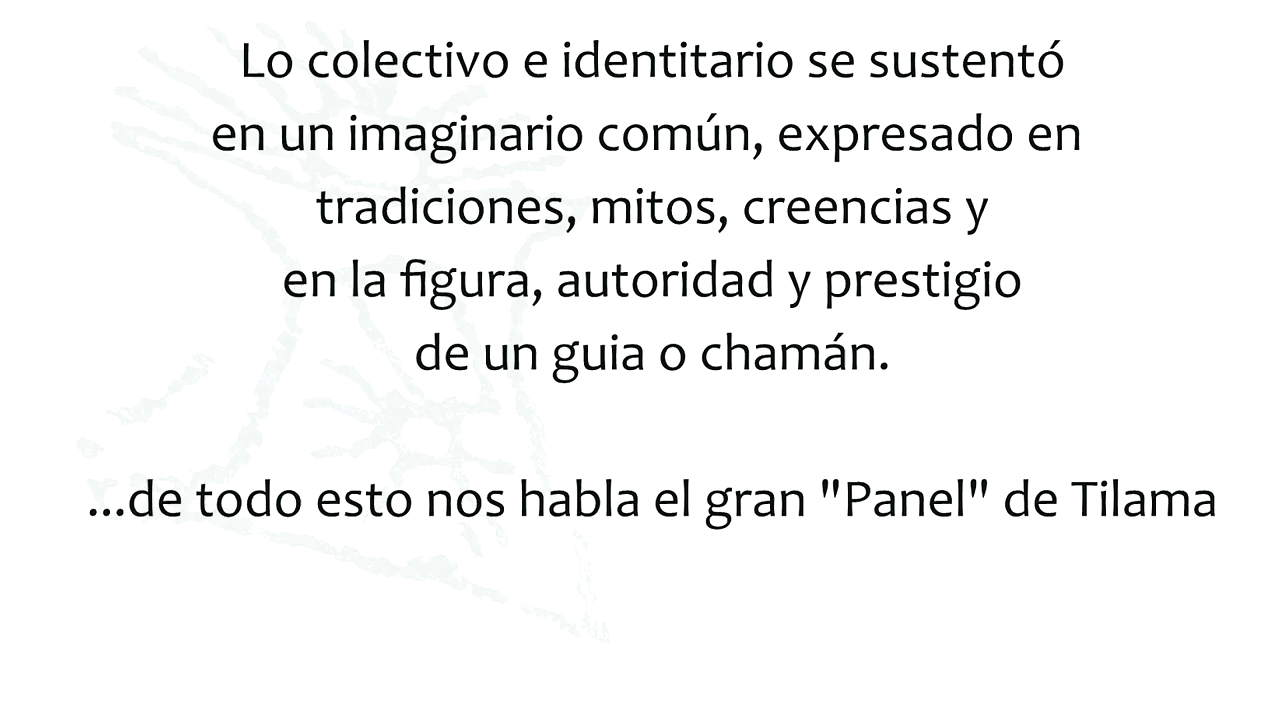 Lo colectivo e identitario se sustentó
en un imaginario común, expresado en
tradiciones, mitos, creencias y
en la figura, autoridad y prestigio
de un guia o chamán.
...de todo esto nos habla el gran "Panel" de Tilama